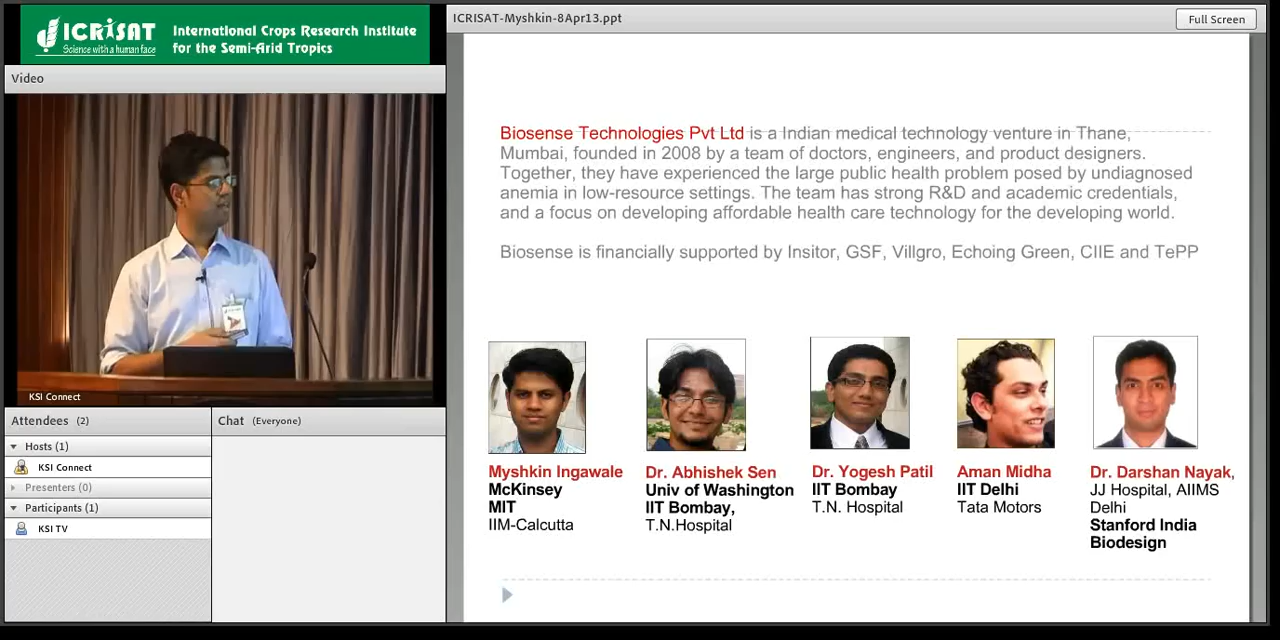 ICRISAT
Science with a human face
International Crops Research Institute
for the Semi-Arid Tropics
Video
KSI Connect
Attendees (2)
Hosts (1)
KSI Connect
Presenters (0)
Participants (1)
KSI TV
Chat (Everyone)
ICRISAT-Myshkin-8Apr13.ppt
Full Screen
Biosense Technologies Pvt Ltd is a Indian medical technology venture in Thane,
Mumbai, founded in 2008 by a team of doctors, engineers, and product designers.
Together, they have experienced the large public health problem posed by undiagnosed
anemia in low-resource settings. The team has strong R&D and academic credentials,
and a focus on developing affordable health care technology for the developing world.
Biosense is financially supported by Insitor, GSF, Villgro, Echoing Green, CIIE and TePP
Myshkin Ingawale
McKinsey
MIT
IIM-Calcutta
Dr. Abhishek Sen
Univ of Washington
IIT Bombay,
T.N.Hospital
Dr. Yogesh Patil
IIT Bombay
T.N. Hospital
Aman Midha
IIT Delhi
Tata Motors
Dr. Darshan Nayak,
JJ Hospital, AIIMS
Delhi
Stanford India
Biodesign